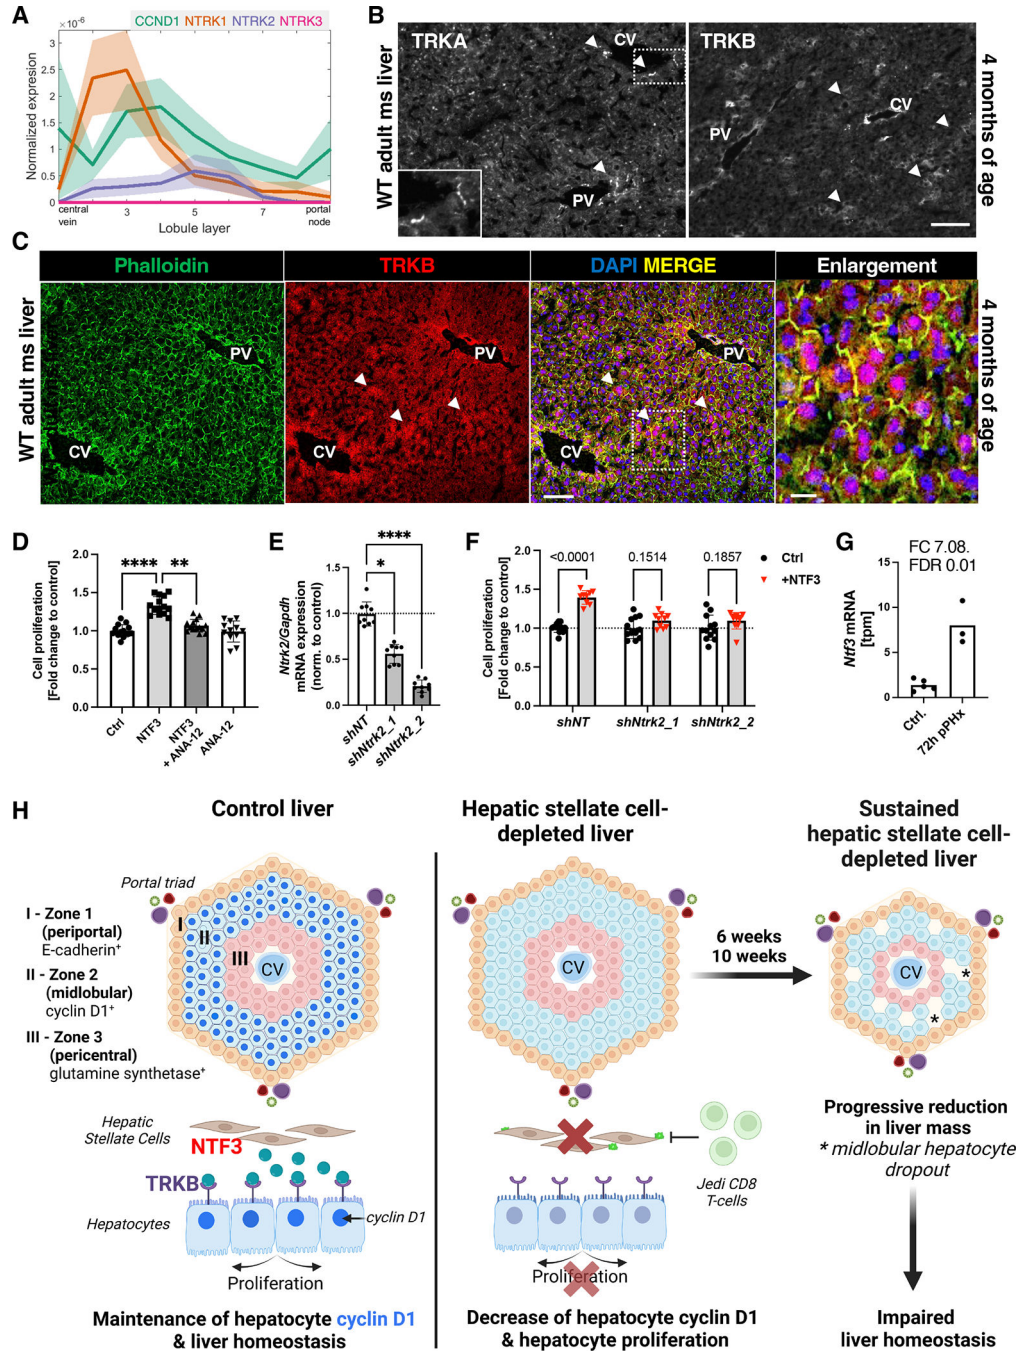 A
CCND1 NTRK1 NTRK2 NTRK3
×10⁻⁶
3
2.5
2
1.5
1
0.5
0
Normalized expression
central vein
3
5
7
portal node
Lobule layer
B
WT adult ms liver
TRKA
CV
PV
TRKB
PV
CV
4 months of age
C
WT adult ms liver
Phalloidin
TRKB
DAPI MERGE
Enlargement
PV
CV
PV
CV
PV
CV
4 months of age
D
Cell proliferation
[Fold change to control]
2.0
1.5
1.0
0.5
0.0
****
**
Ctrl
NTF3
NTF3
+ ANA-12
ANA-12
E
Ntrk2/Gapdh
mRNA expression
(norm. to control)
1.5
1.0
0.5
0.0
****
*
shNT
shNtrk2_1
shNtrk2_2
F
Cell proliferation
[Fold change to control]
2.0
1.5
1.0
0.5
0.0
<0.0001
0.1514
0.1857
Ctrl
+NTF3
shNT
shNtrk2_1
shNtrk2_2
G
FC 7.08.
FDR 0.01
Ntf3 mRNA
[tpm]
15
10
5
0
Ctrl.
72h pPHx
H
Control liver
Portal triad
I - Zone 1
(periportal)
E-cadherin⁺
II - Zone 2
(midlobular)
cyclin D1⁺
III - Zone 3
(pericentral)
glutamine synthetase⁺
I
II
III
CV
Hepatic
Stellate Cells
NTF3
TRKB
Hepatocytes
cyclin D1
Proliferation
Maintenance of hepatocyte cyclin D1
& liver homeostasis
Hepatic stellate cell-
depleted liver
CV
Jedi CD8
T-cells
Proliferation
Decrease of hepatocyte cyclin D1
& hepatocyte proliferation
6 weeks
10 weeks
Sustained
hepatic stellate cell-
depleted liver
CV
*
*
Progressive reduction
in liver mass
* midlobular hepatocyte
dropout
Impaired
liver homeostasis